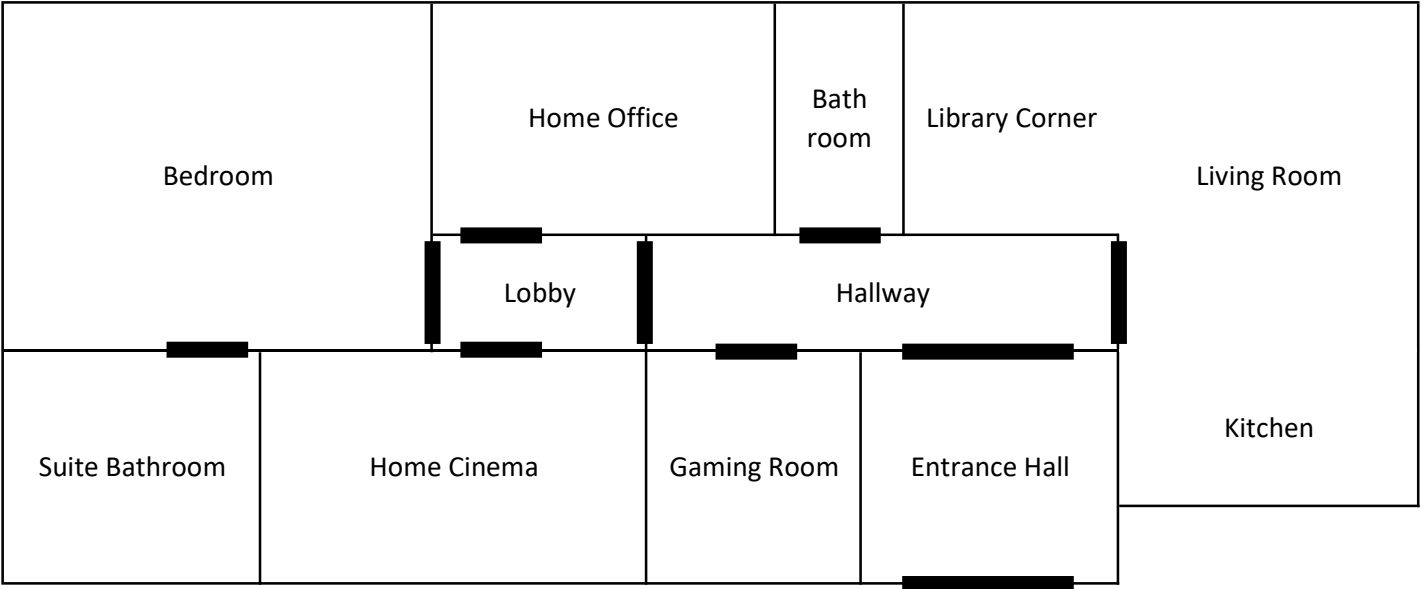 Bedroom
Home Office
Bath
room
Library Corner
Living Room
Lobby
Hallway
Suite Bathroom
Home Cinema
Gaming Room
Entrance Hall
Kitchen